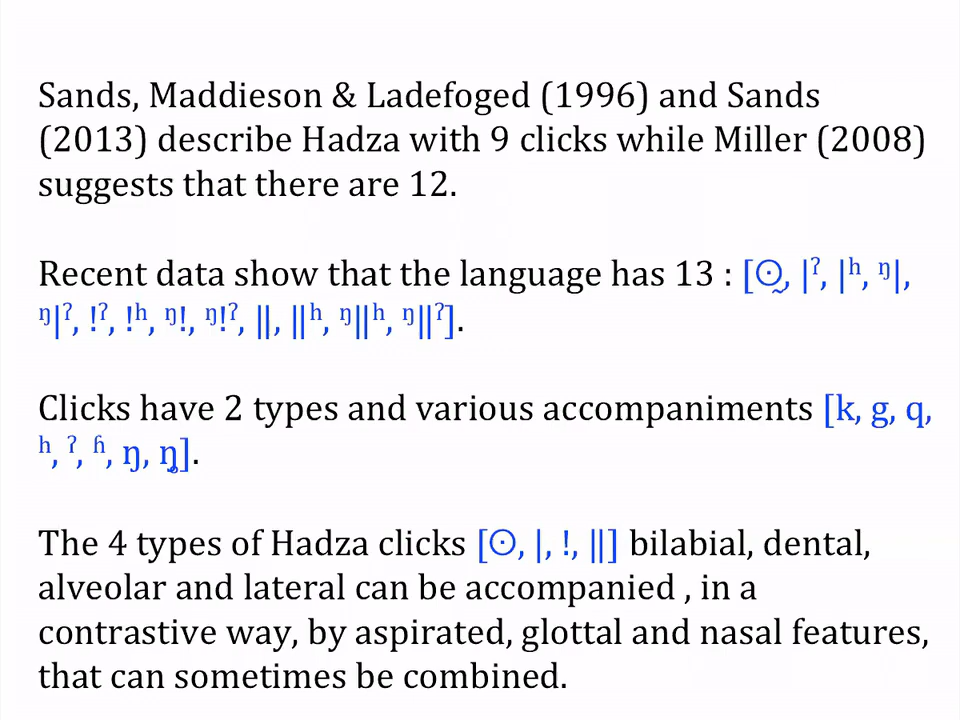 Sands, Maddieson & Ladefoged (1996) and Sands
(2013) describe Hadza with 9 clicks while Miller (2008)
suggests that there are 12.
Recent data show that the language has 13 : [ʘ̰, |ˀ, |ʰ, ᵑ|,
ᵑ|ˀ, !ˀ, !ʰ, ᵑ!, ᵑ!ˀ, ‖, ‖ʰ, ᵑ‖ʰ, ᵑ‖ˀ].
Clicks have 2 types and various accompaniments [k, g, q,
ʰ, ˀ, ʱ, ŋ, ŋ̥].
The 4 types of Hadza clicks [ʘ, |, !, ‖] bilabial, dental,
alveolar and lateral can be accompanied , in a
contrastive way, by aspirated, glottal and nasal features,
that can sometimes be combined.